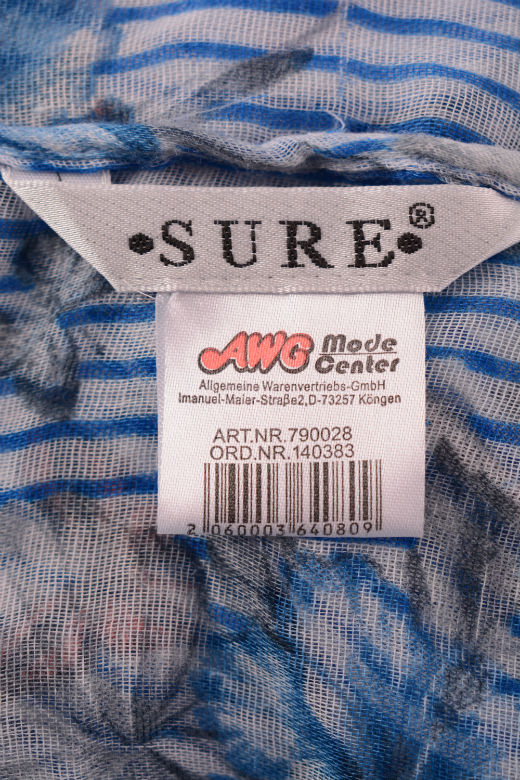 •SURE•®
AWG Mode Center
Allgemeine Warenvertriebs-GmbH
Imanuel-Maier-Straße2,D-73257 Köngen
ART.NR.790028
ORD.NR.140383
2 060003 640809